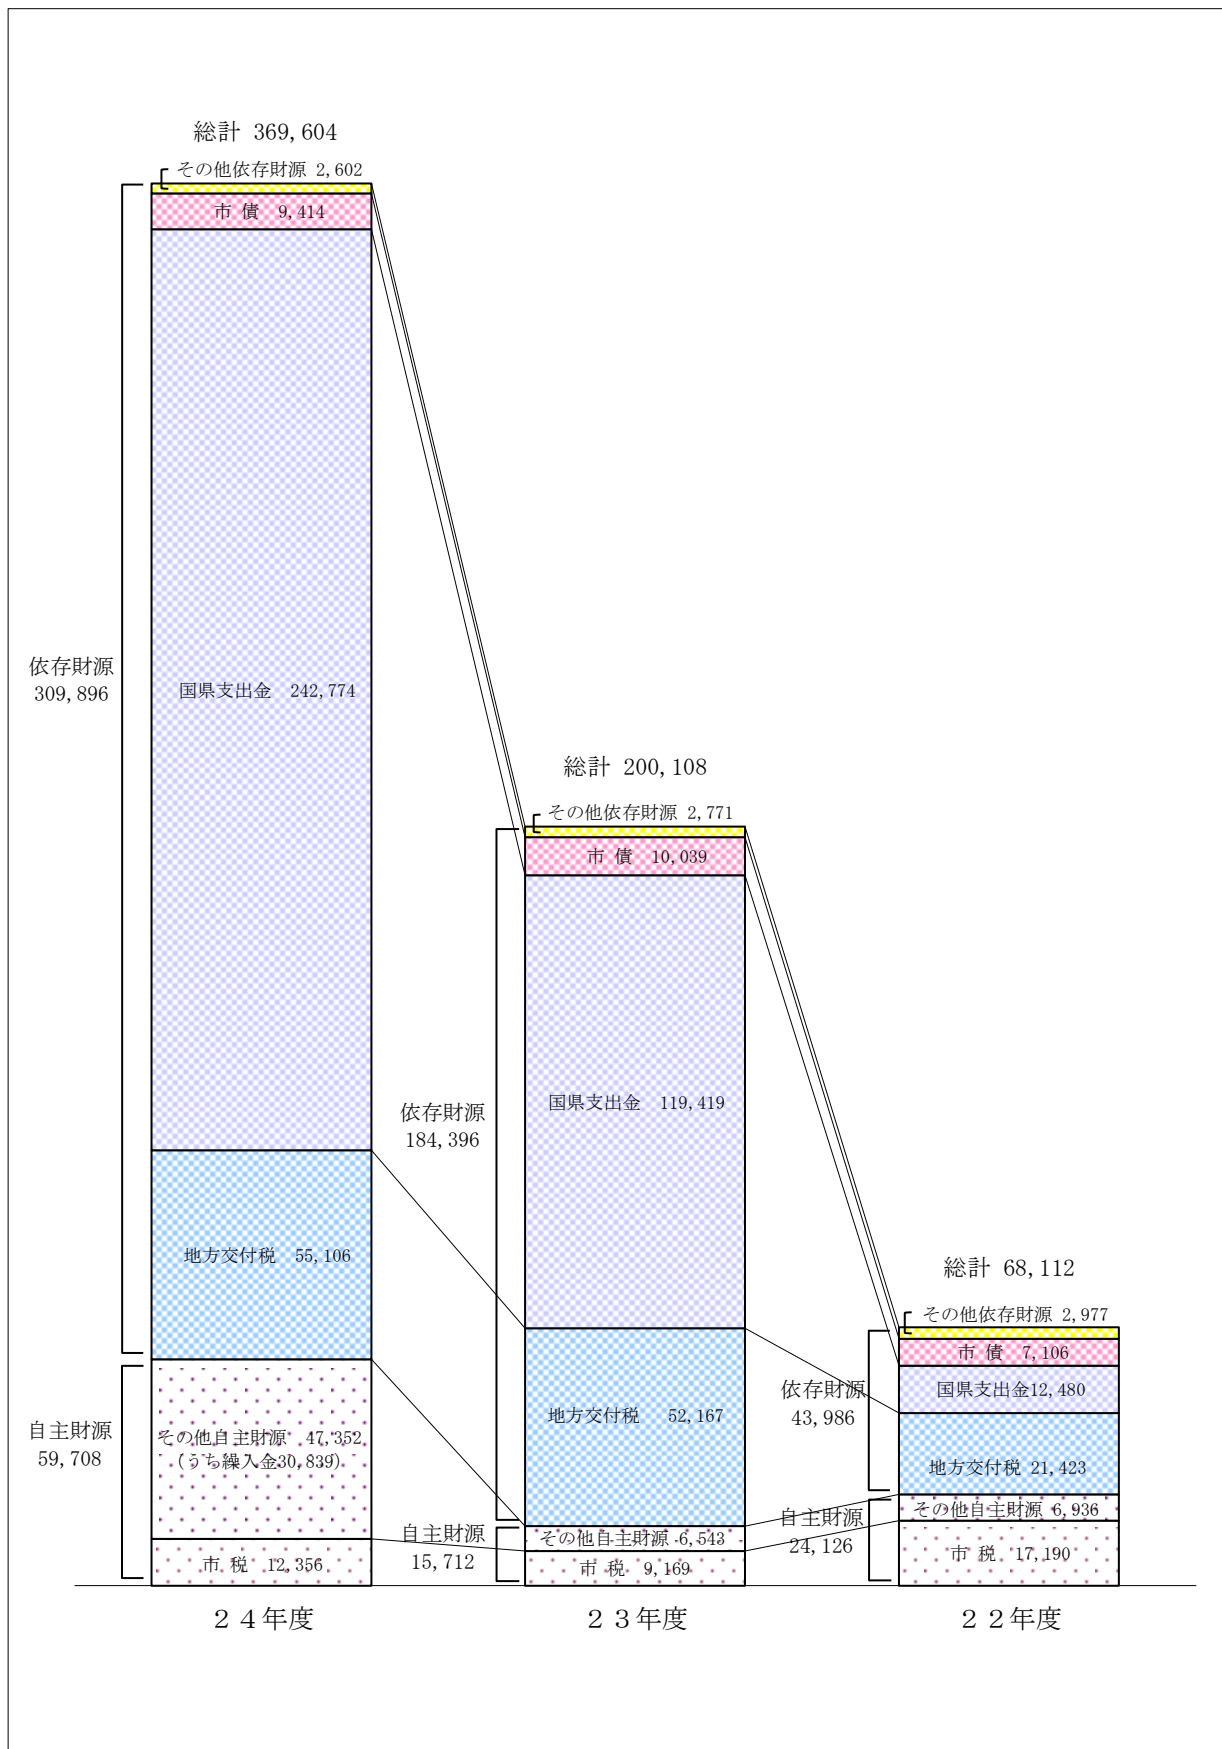 総計 369,604
その他依存財源 2,602
市 債 9,414
依存財源
309,896
国県支出金 242,774
地方交付税 55,106
自主財源
59,708
その他自主財源 47,352
(うち繰入金30,839)
市 税 12,356
２４年度
総計 200,108
その他依存財源 2,771
市 債 10,039
依存財源
184,396
国県支出金 119,419
地方交付税 52,167
自主財源
15,712
その他自主財源 6,543
市 税 9,169
２３年度
総計 68,112
その他依存財源 2,977
市 債 7,106
依存財源
43,986
国県支出金12,480
地方交付税 21,423
自主財源
24,126
その他自主財源 6,936
市 税 17,190
２２年度